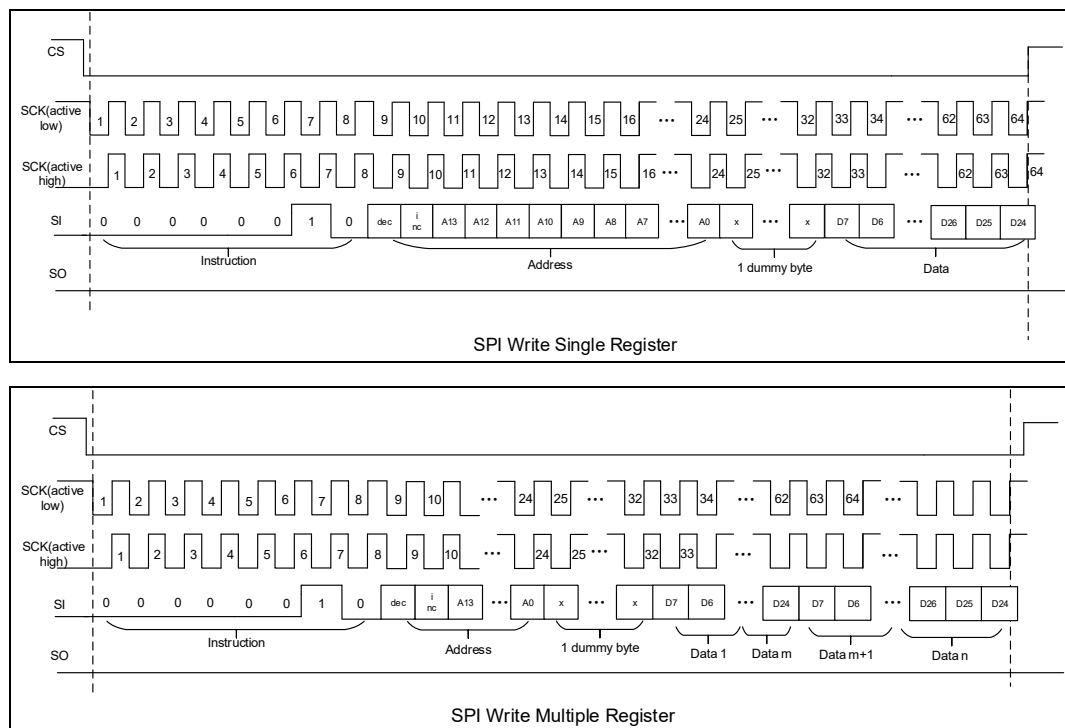 CS
SCK(active low)
1 2 3 4 5 6 7 8 9 10 11 12 13 14 15 16 ••• 24 25 ••• 32 33 34 ••• 62 63 64
SCK(active high)
1 2 3 4 5 6 7 8 9 10 11 12 13 14 15 16 ••• 24 25 ••• 32 33 ••• 62 63 64
SI 0 0 0 0 0 0 1 0 dec inc A13 A12 A11 A10 A9 A8 A7 ••• A0 x ••• x D7 D6 ••• D26 D25 D24
Instruction Address 1 dummy byte Data
SO
SPI Write Single Register
CS
SCK(active low)
1 2 3 4 5 6 7 8 9 10 ••• 24 25 ••• 32 33 34 ••• 62 63 64 •••
SCK(active high)
1 2 3 4 5 6 7 8 9 10 ••• 24 25 ••• 32 33 ••• •••
SI 0 0 0 0 0 0 1 0 dec inc A13 ••• A0 x ••• x D7 D6 ••• D24 D7 D6 ••• D26 D25 D24
Instruction Address 1 dummy byte Data 1 Data m Data m+1 Data n
SO
SPI Write Multiple Register